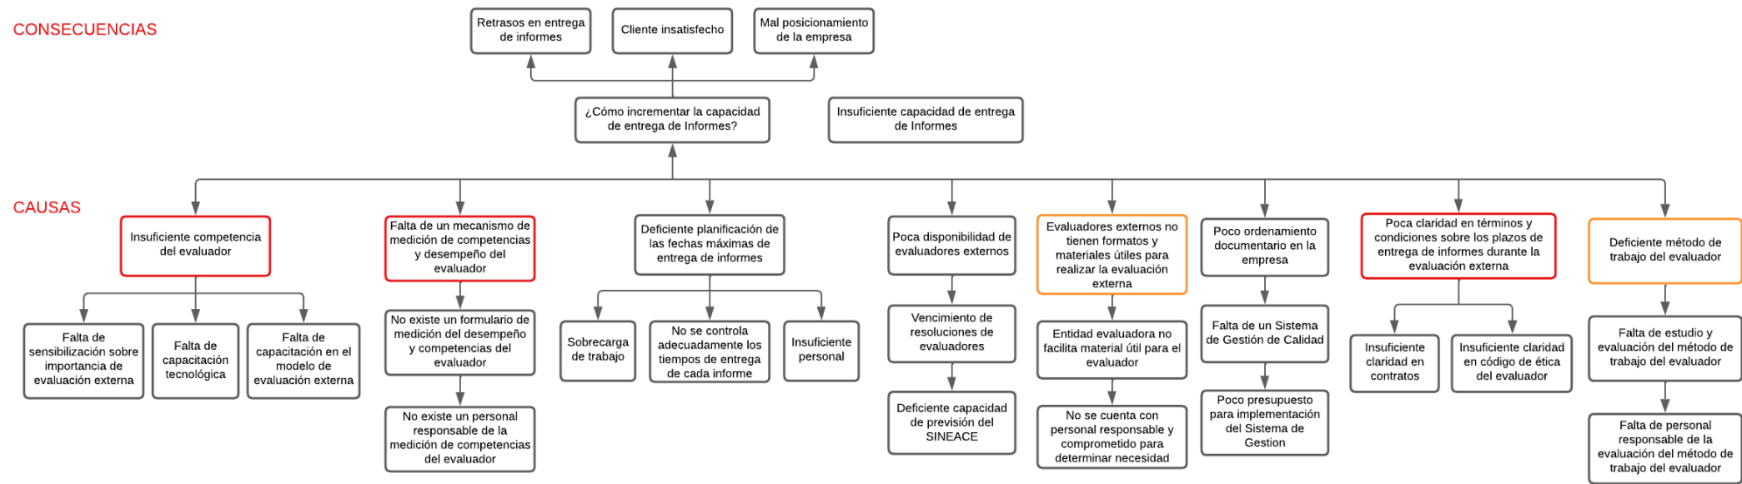 CONSECUENCIAS
Retrasos en entrega
de informes
Cliente insatisfecho
Mal posicionamiento
de la empresa
¿Cómo incrementar la capacidad
de entrega de Informes?
Insuficiente capacidad de entrega
de Informes
CAUSAS
Insuficiente competencia
del evaluador
Falta de un mecanismo de
medición de competencias
y desempeño del
evaluador
Deficiente planificación de
las fechas máximas de
entrega de informes
Poca disponibilidad de
evaluadores externos
Evaluadores externos no
tienen formatos y
materiales útiles para
realizar la evaluación
externa
Poco ordenamiento
documentario en la
empresa
Poca claridad en términos y
condiciones sobre los plazos de
entrega de informes durante la
evaluación externa
Deficiente método de
trabajo del evaluador
Falta de
sensibilización sobre
importancia de
evaluación externa
Falta de
capacitación
tecnológica
Falta de
capacitación en el
modelo de
evaluación externa
No existe un formulario de
medición del desempeño
y competencias del
evaluador
Sobrecarga
de trabajo
No se controla
adecuadamente los
tiempos de entrega
de cada informe
Insuficiente
personal
Vencimiento de
resoluciones de
evaluadores
Entidad evaluadora no
facilita material útil para el
evaluador
Falta de un Sistema
de Gestión de Calidad
Insuficiente
claridad en
contratos
Insuficiente claridad
en código de ética
del evaluador
Falta de estudio y
evaluación del método de
trabajo del evaluador
No existe un personal
responsable de la
medición de competencias
del evaluador
Deficiente capacidad
de previsión del
SINEACE
No se cuenta con
personal responsable y
comprometido para
determinar necesidad
Poco presupuesto
para implementación
del Sistema de
Gestion
Falta de personal
responsable de la
evaluación del método de
trabajo del evaluador